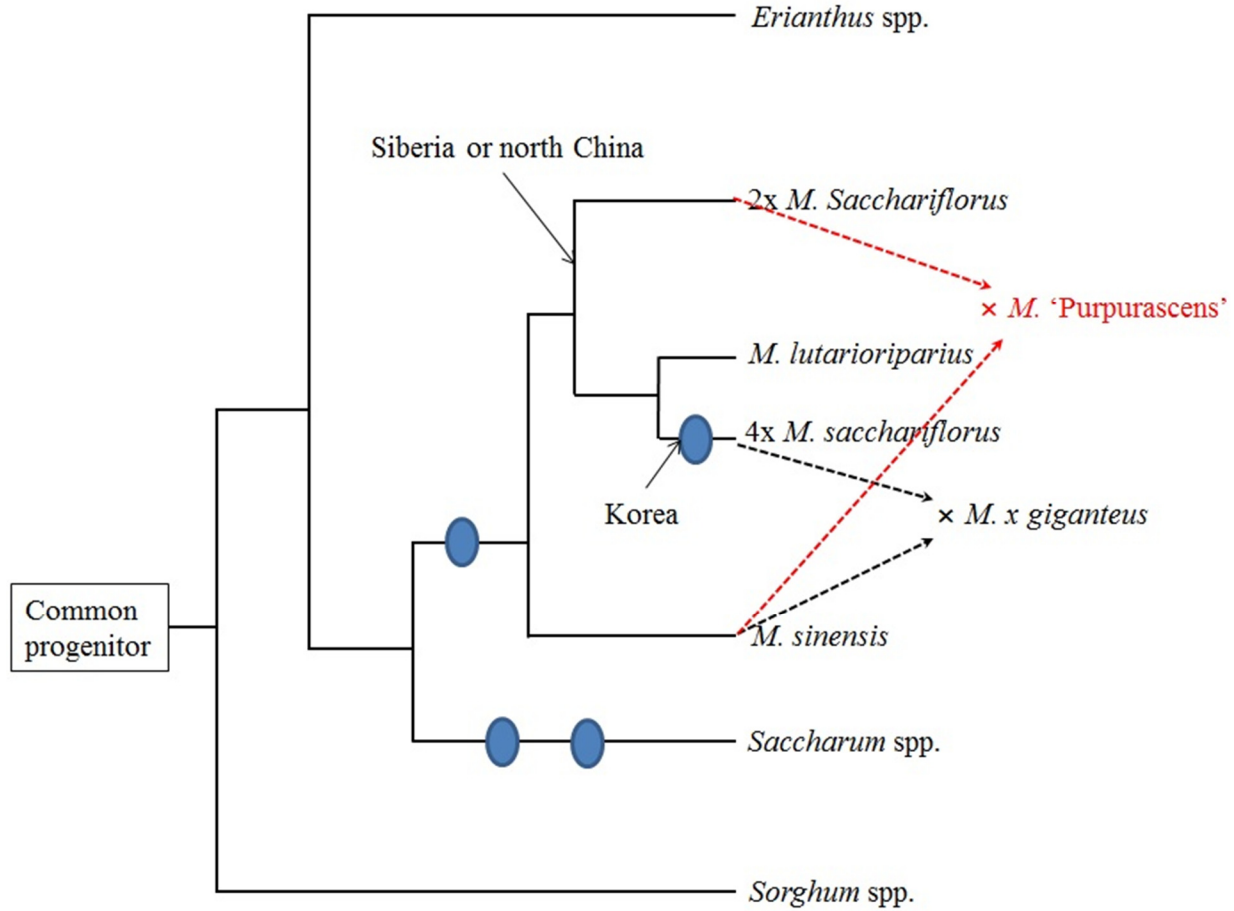 Erianthus spp.
Siberia or north China
2x M. Sacchariflorus
× M. ‘Purpurascens’
M. lutarioriparius
4x M. sacchariflorus
Korea
× M. x giganteus
Common
progenitor
M. sinensis
Saccharum spp.
Sorghum spp.